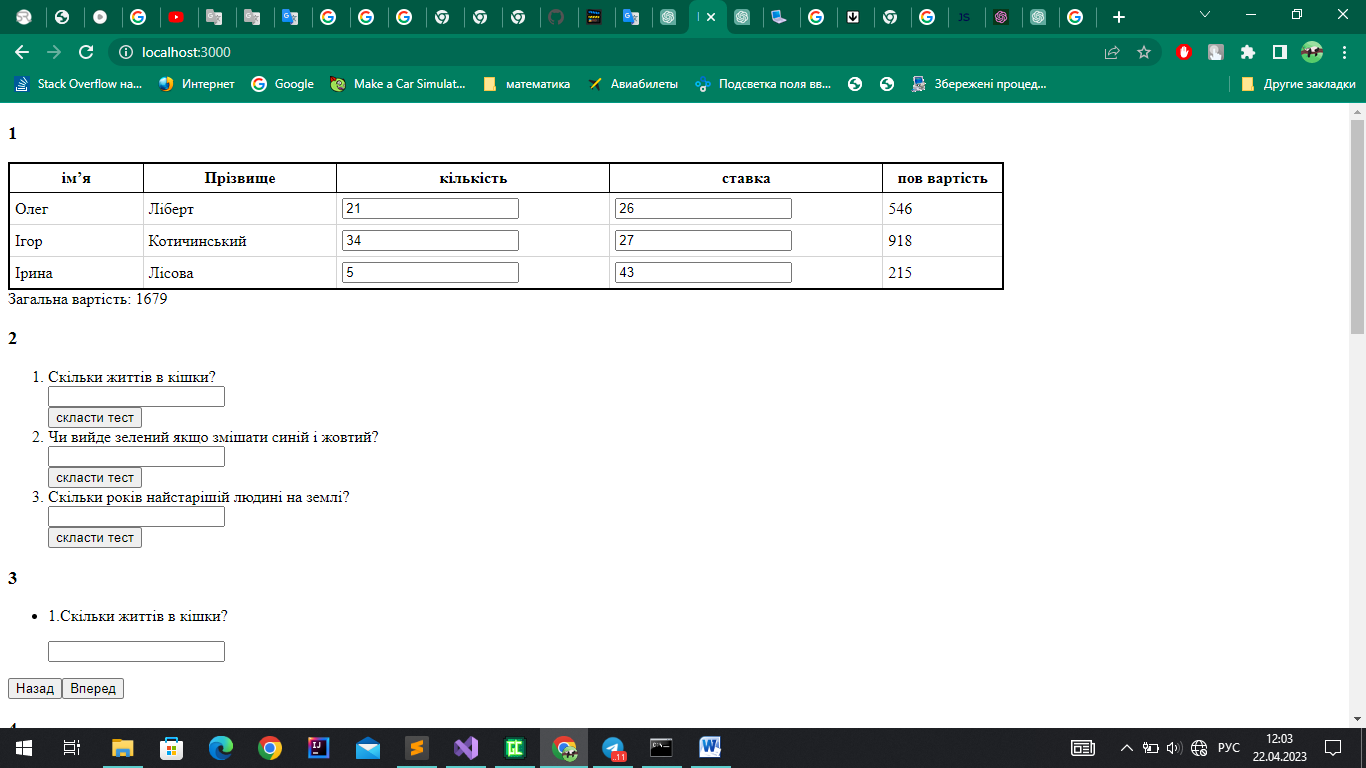 JS
localhost:3000
Stack Overflow на... Интернет Google Make a Car Simulat... математика Авиабилеты Подсветка поля вв... Збережені процед... Другие закладки
1
ім’я Прізвище кількість ставка пов вартість
Олег Ліберт 21 26 546
Ігор Котичинський 34 27 918
Ірина Лісова 5 43 215
Загальна вартість: 1679
2
1. Скільки життів в кішки?
скласти тест
2. Чи вийде зелений якщо змішати синій і жовтий?
скласти тест
3. Скільки років найстарішій людині на землі?
скласти тест
3
1.Скільки життів в кішки?
Назад Вперед
РУС
12:03
22.04.2023